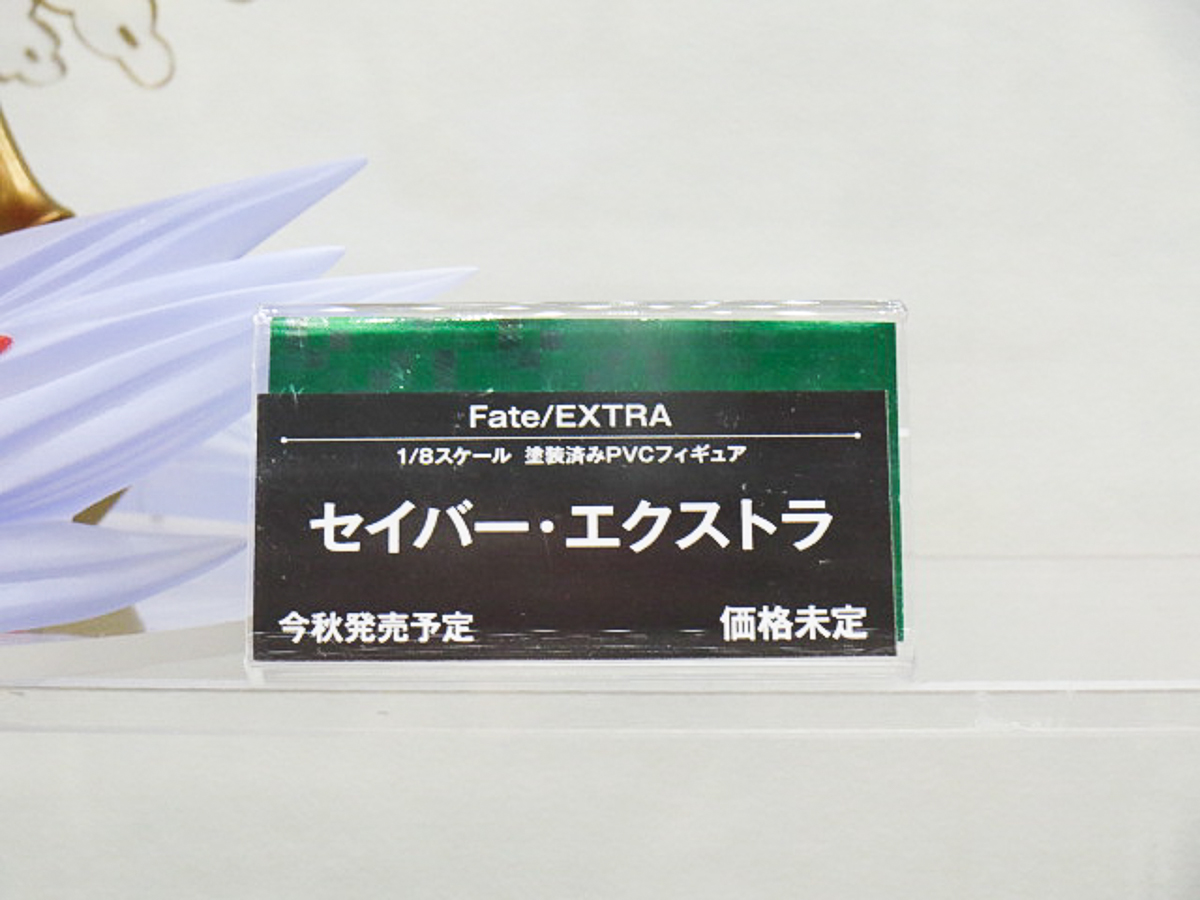 Fate/EXTRA
1/8スケール 塗装済みPVCフィギュア
セイバー・エクストラ
今秋発売予定 価格未定